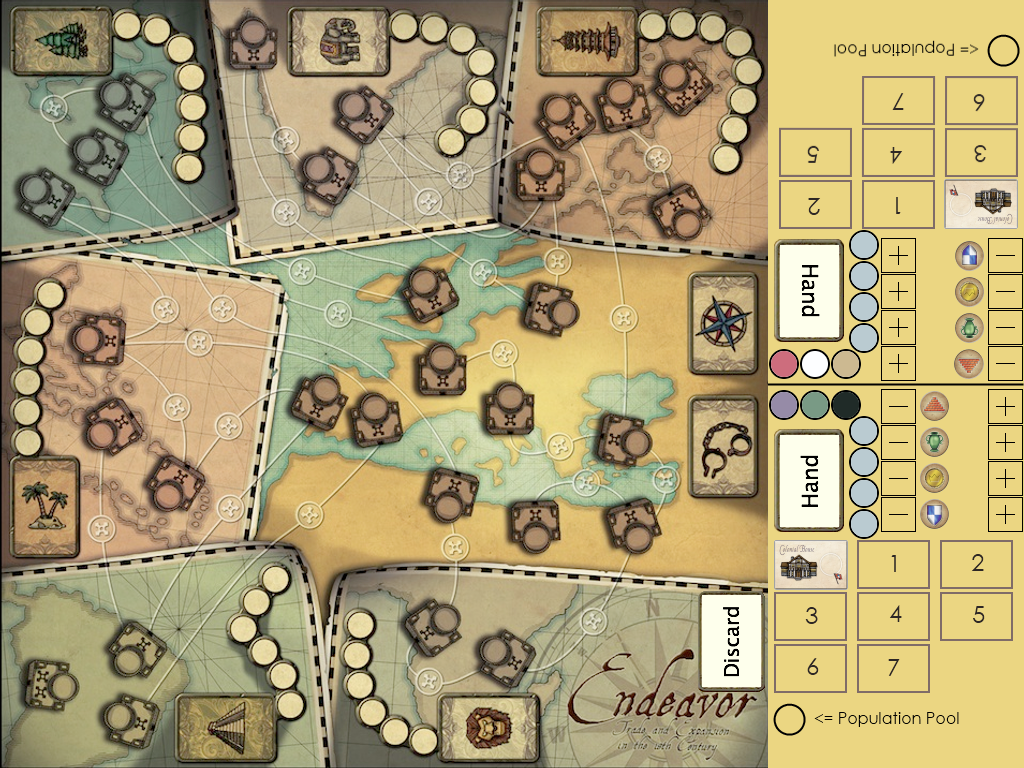 N
W
Endeavor
Trade and Expansion
in the 18th Century
Discard
<= Population Pool
7
6
5
4
3
2
1
Colonial House
Hand
+
−
+
−
+
−
+
−
−
+
−
+
−
+
−
+
Hand
Colonial House
1
2
3
4
5
6
7
<= Population Pool